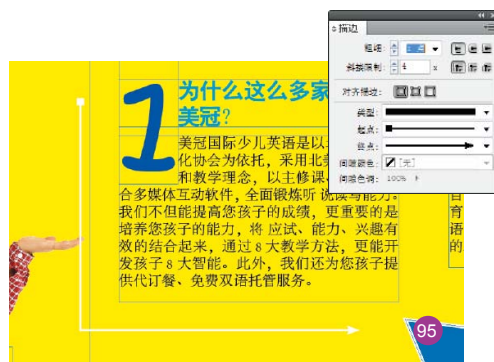 描边
粗细:
斜接限制: 4 x
对齐描边:
类型:
起点:
终点:
间隙颜色: [无]
间隙色调: 100%
1
为什么这么多家
美冠?
美冠国际少儿英语是以
化协会为依托，采用北美
和教学理念，以主修课
合多媒体互动软件，全面锻炼听 说读写能力。
我们不但能提高您孩子的成绩，更重要的是
培养您孩子的能力，将 应试、能力、兴趣有
效的结合起来，通过 8 大教学方法，更能开
发孩子 8 大智能。此外，我们还为您孩子提
供代订餐、免费双语托管服务。
育
语
的
95